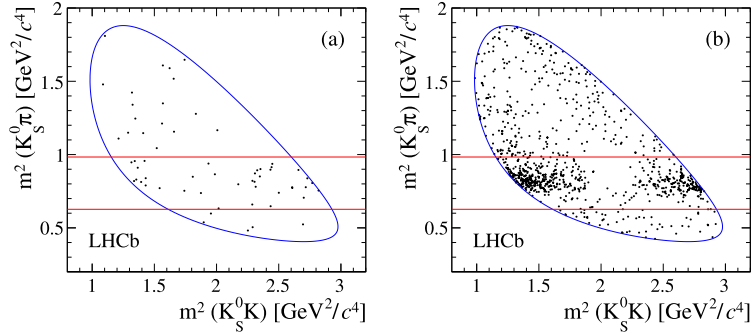 2
1.5
1
0.5
m² (K⁰_S π) [GeV²/c⁴]
(a)
LHCb
1 1.5 2 2.5 3
m² (K⁰_S K) [GeV²/c⁴]
2
1.5
1
0.5
m² (K⁰_S π) [GeV²/c⁴]
(b)
LHCb
1 1.5 2 2.5 3
m² (K⁰_S K) [GeV²/c⁴]